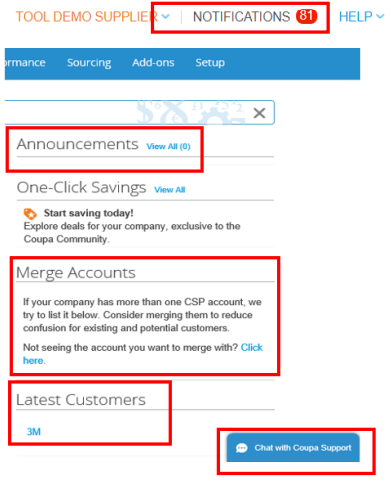 TOOL DEMO SUPPLIER NOTIFICATIONS 81 HELP
Sourcing Add-ons Setup
Announcements View All (0)
One-Click Savings View All
Start saving today!
Explore deals for your company, exclusive to the
Coupa Community.
Merge Accounts
If your company has more than one CSP account, we
try to list it below. Consider merging them to reduce
confusion for existing and potential customers.
Not seeing the account you want to merge with? Click
here.
Latest Customers
3M
Chat with Coupa Support